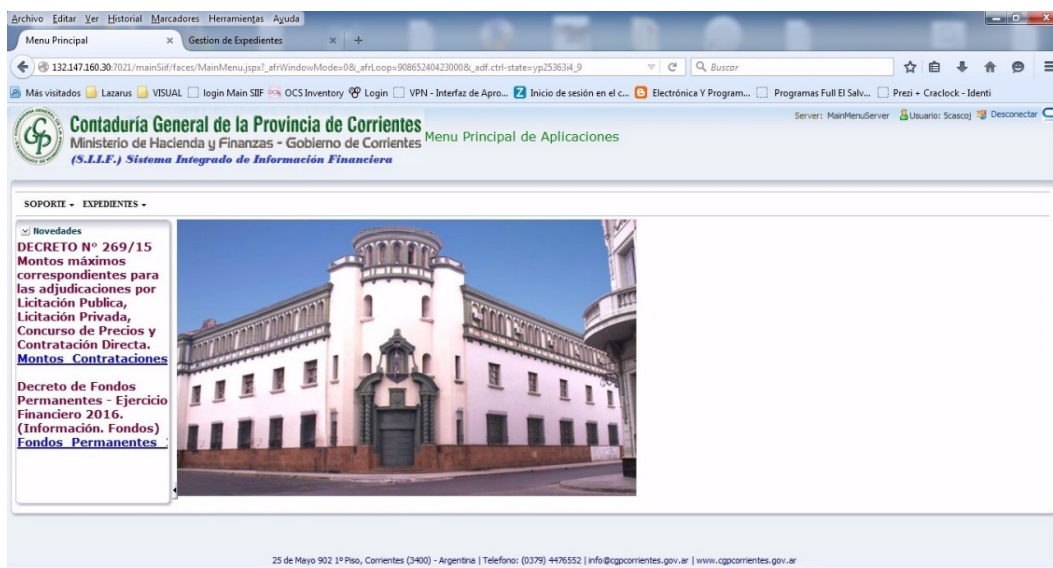 Archivo Editar Ver Historial Marcadores Herramientas Ayuda
Menu Principal × Gestion de Expedientes × +
132.147.160.30:7021/mainSiif/faces/MainMenu.jspx?_afrWindowMode=0&_afrLoop=90865240423000&_adf.ctrl-state=yp25363i4_9 Buscar
Más visitados Lazarus VISUAL login Main SIIF OCS Inventory Login VPN - Interfaz de Apro... Inicio de sesión en el c... Electrónica Y Program... Programas Full El Salv... Prezi + Craclock - Identi
Server: MainMenuServer Usuario: Scascoj Desconectar
Contaduría General de la Provincia de Corrientes
Ministerio de Hacienda y Finanzas - Gobierno de Corrientes
(S.I.I.F.) Sistema Integrado de Información Financiera
Menu Principal de Aplicaciones
SOPORTE EXPEDIENTES
Novedades
DECRETO N° 269/15
Montos máximos
correspondientes para
las adjudicaciones por
Licitación Publica,
Licitación Privada,
Concurso de Precios y
Contratación Directa.
Montos_Contrataciones
Decreto de Fondos
Permanentes - Ejercicio
Financiero 2016.
(Información. Fondos)
Fondos_Permanentes_
25 de Mayo 902 1º Piso, Corrientes (3400) - Argentina | Telefono: (0379) 4476552 | info@cgpcorrientes.gov.ar | www.cgpcorrientes.gov.ar